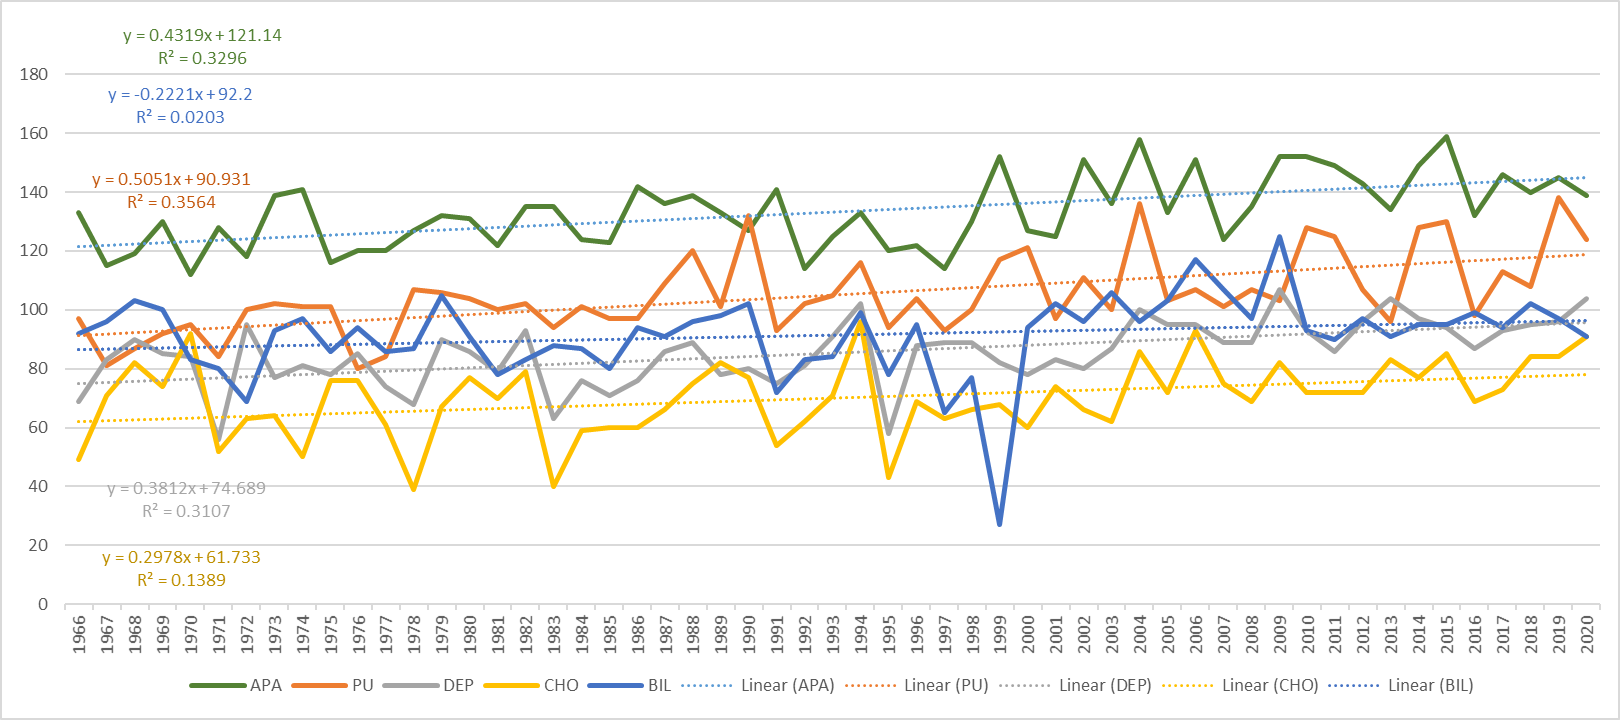 y = 0.4319x + 121.14
R² = 0.3296
180
y = -0.2221x + 92.2
R² = 0.0203
160
y = 0.5051x + 90.931
R² = 0.3564
140
120
100
80
60
y = 0.3812x + 74.689
R² = 0.3107
40
20
y = 0.2978x + 61.733
R² = 0.1389
0
1966 1967 1968 1969 1970 1971 1972 1973 1974 1975 1976 1977 1978 1979 1980 1981 1982 1983 1984 1985 1986 1987 1988 1989 1990 1991 1992 1993 1994 1995 1996 1997 1998 1999 2000 2001 2002 2003 2004 2005 2006 2007 2008 2009 2010 2011 2012 2013 2014 2015 2016 2017 2018 2019 2020
APA PU DEP CHO BIL Linear (APA) Linear (PU) Linear (DEP) Linear (CHO) Linear (BIL)